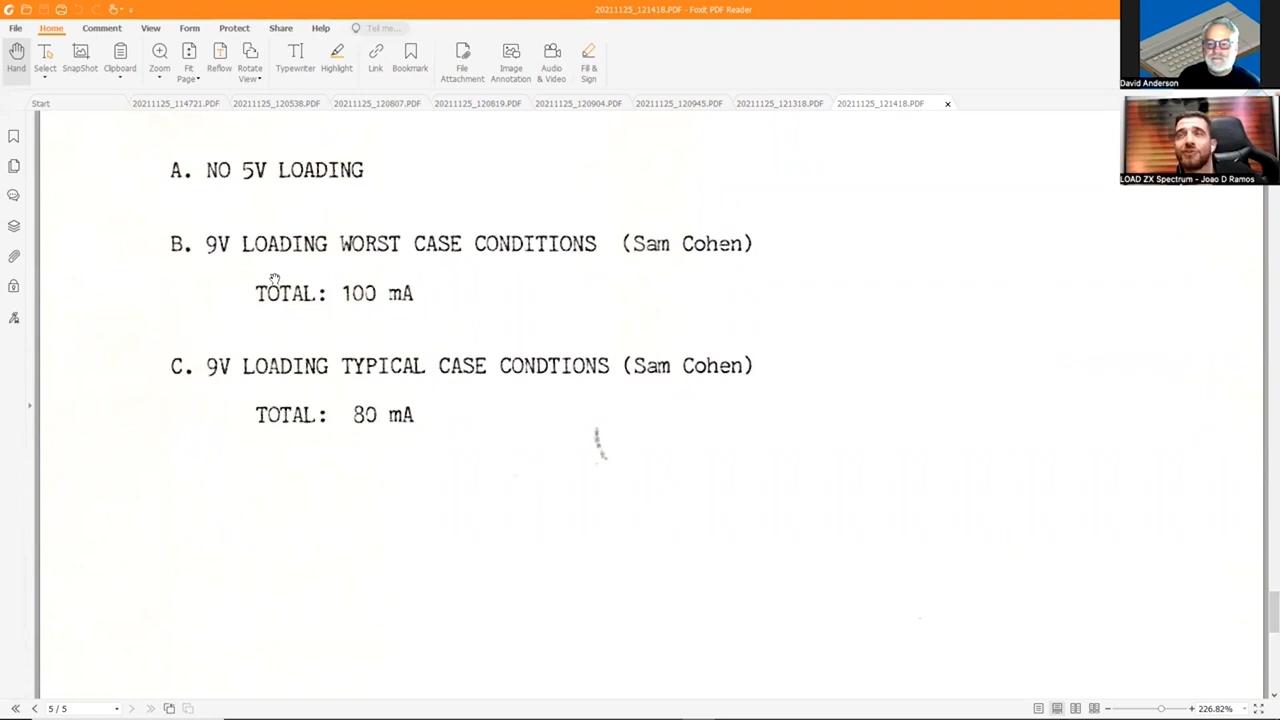 20211125_121418.PDF - Foxit PDF Reader
File Home Comment View Form Protect Share Help Tell me...
Hand Select SnapShot Clipboard Zoom Fit Page Reflow Rotate View Typewriter Highlight Link Bookmark File Attachment Image Annotation Audio & Video Fill & Sign
Start 20211125_114721.PDF 20211125_120538.PDF 20211125_120807.PDF 20211125_120819.PDF 20211125_120904.PDF 20211125_120945.PDF 20211125_121318.PDF 20211125_121418.PDF
David Anderson
LOAD ZX Spectrum - Joao D Ramos
A. NO 5V LOADING
B. 9V LOADING WORST CASE CONDITIONS (Sam Cohen)
TOTAL: 100 mA
C. 9V LOADING TYPICAL CASE CONDTIONS (Sam Cohen)
TOTAL: 80 mA
5 / 5
226.82%